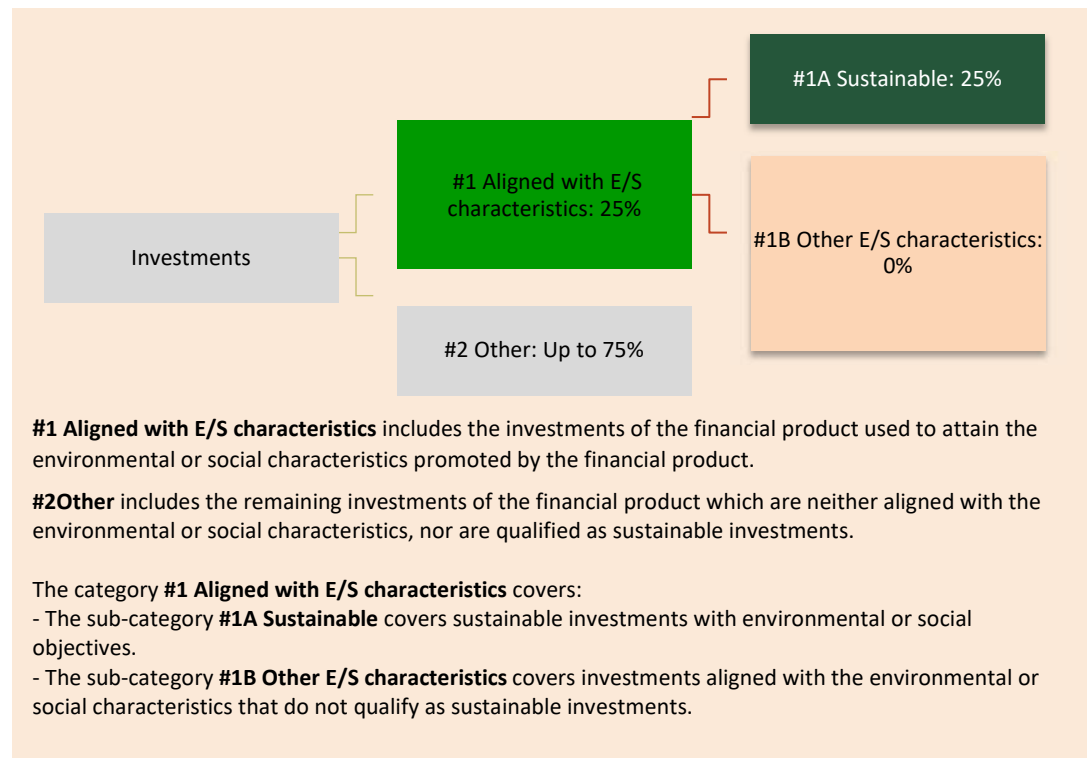 #1A Sustainable: 25%
#1 Aligned with E/S
characteristics: 25%
#1B Other E/S characteristics:
0%
Investments
#2 Other: Up to 75%
#1 Aligned with E/S characteristics includes the investments of the financial product used to attain the
environmental or social characteristics promoted by the financial product.
#2Other includes the remaining investments of the financial product which are neither aligned with the
environmental or social characteristics, nor are qualified as sustainable investments.
The category #1 Aligned with E/S characteristics covers:
- The sub-category #1A Sustainable covers sustainable investments with environmental or social
objectives.
- The sub-category #1B Other E/S characteristics covers investments aligned with the environmental or
social characteristics that do not qualify as sustainable investments.